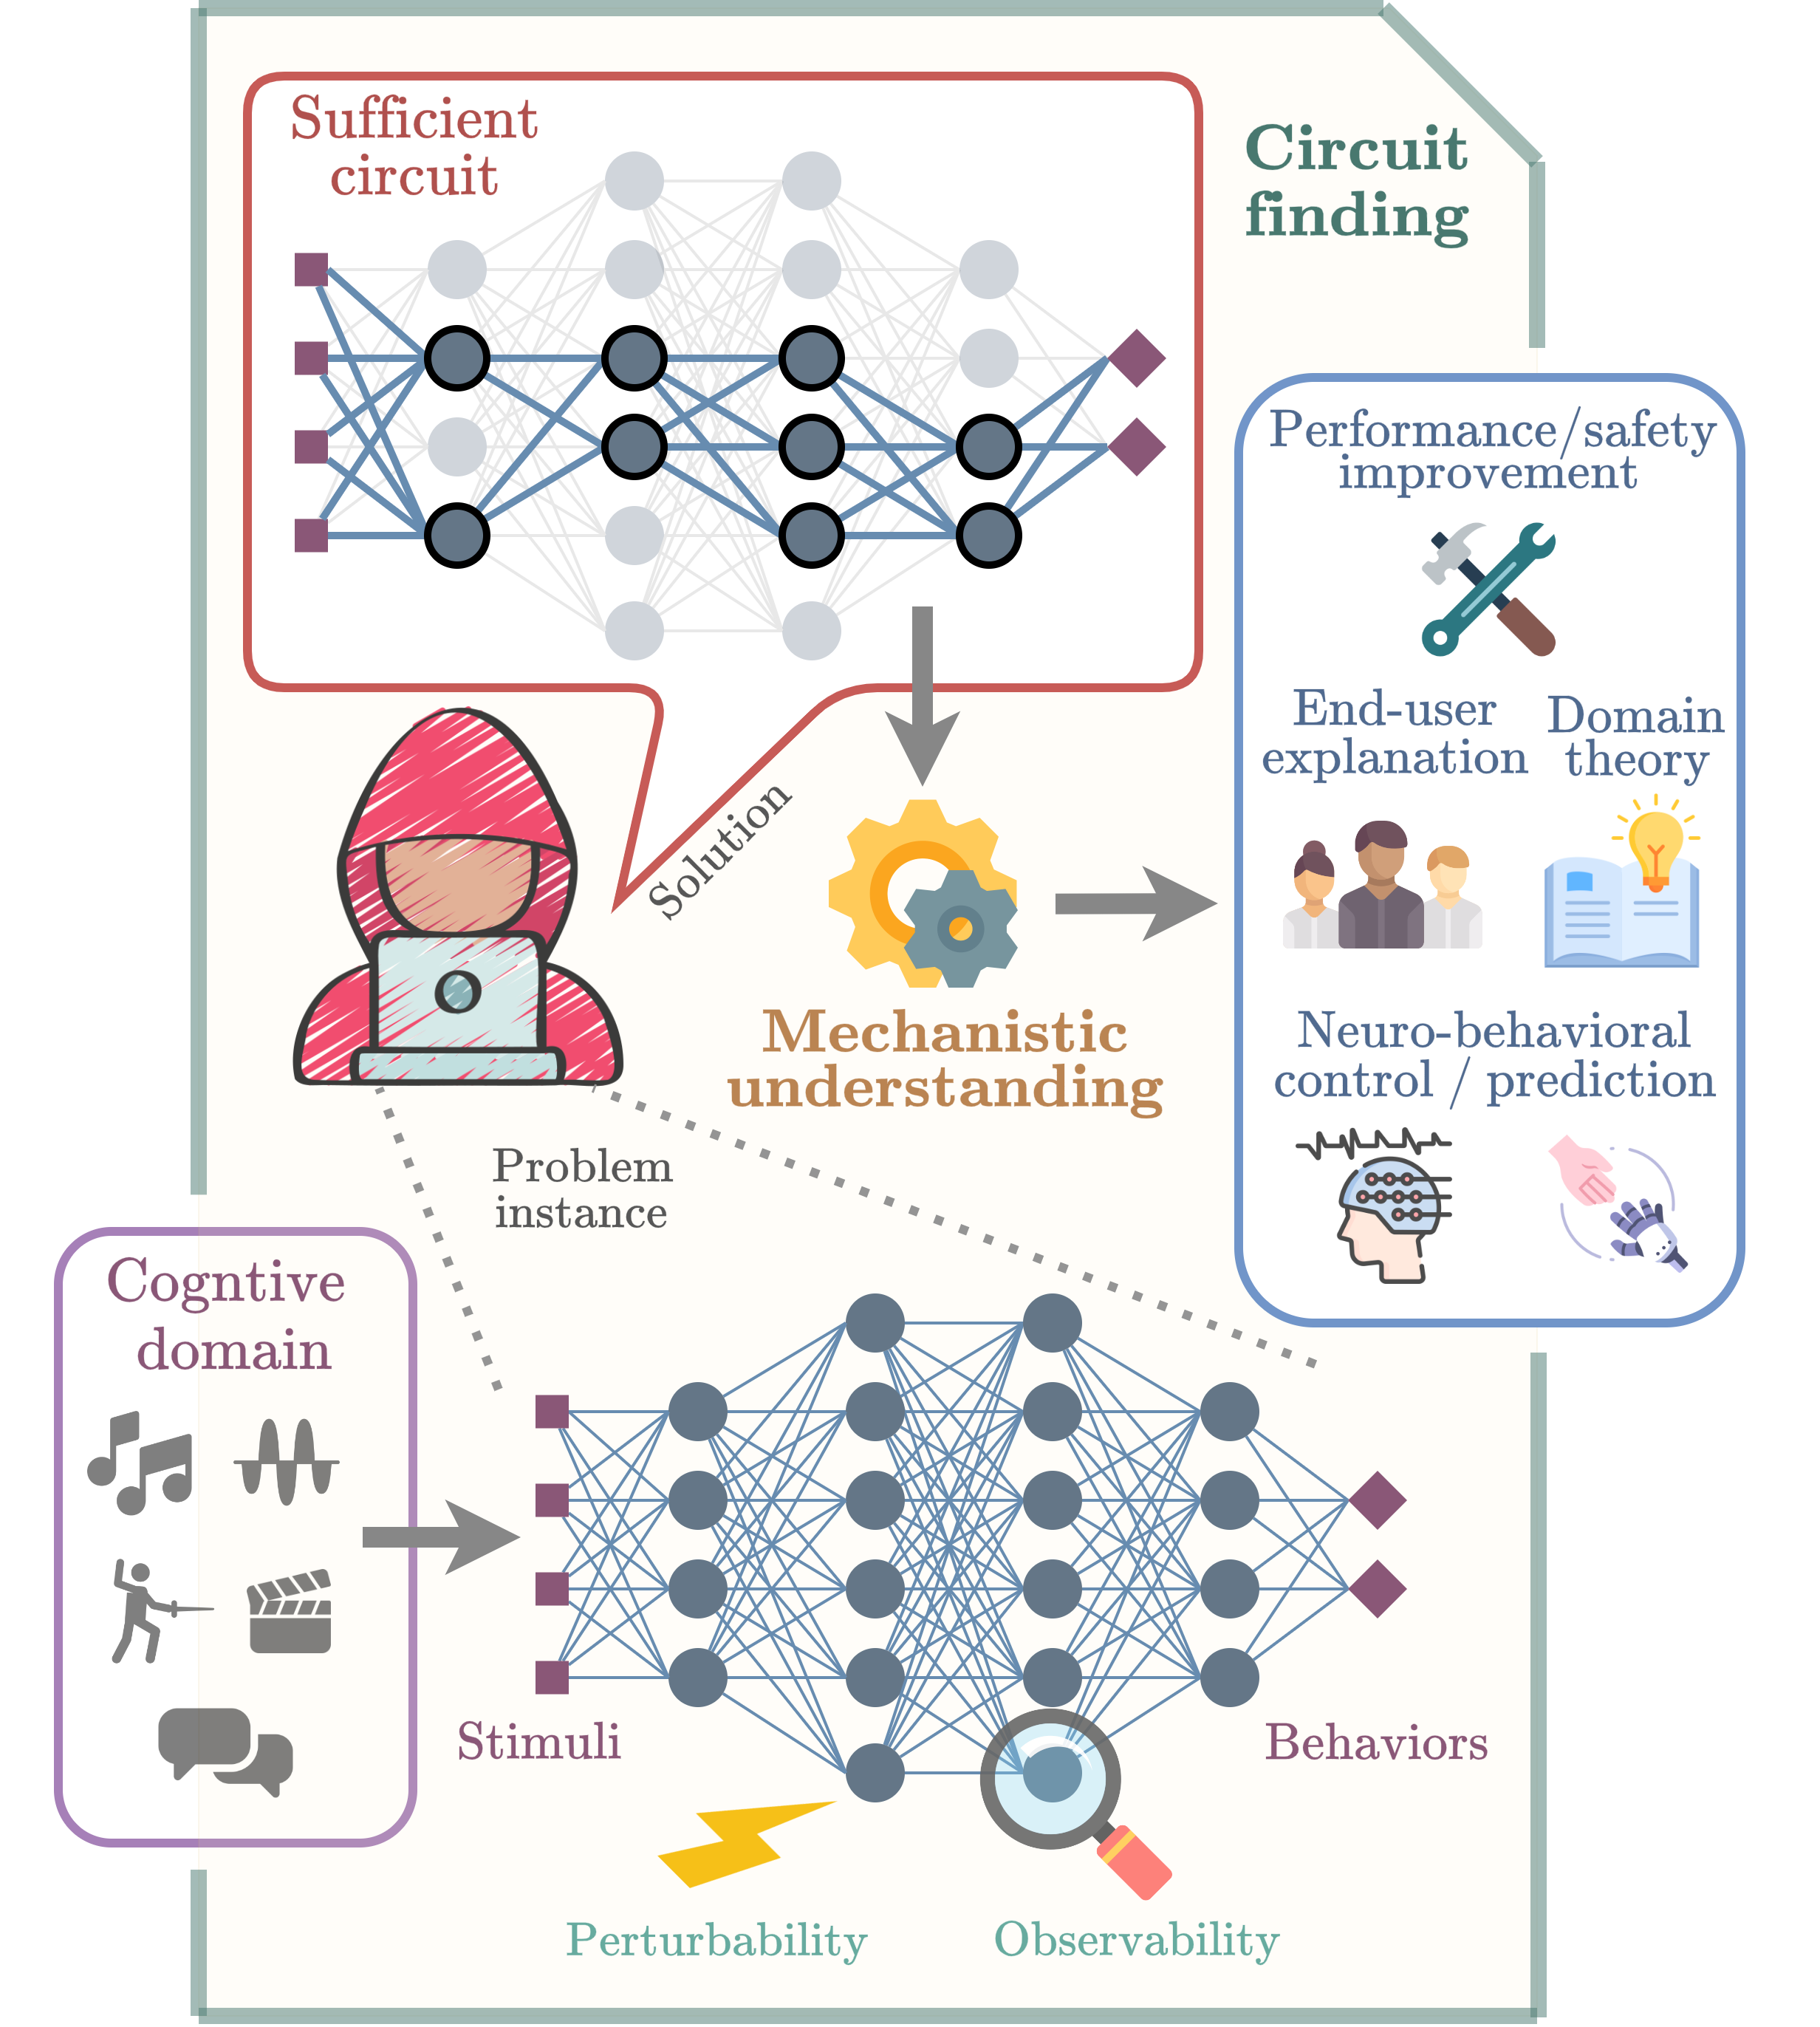 Sufficient
circuit
Circuit
finding
Performance/safety
improvement
End-user
explanation
Domain
theory
Solution
Mechanistic
understanding
Neuro-behavioral
control / prediction
Problem
instance
Cogntive
domain
Stimuli
Behaviors
Perturbability
Observability